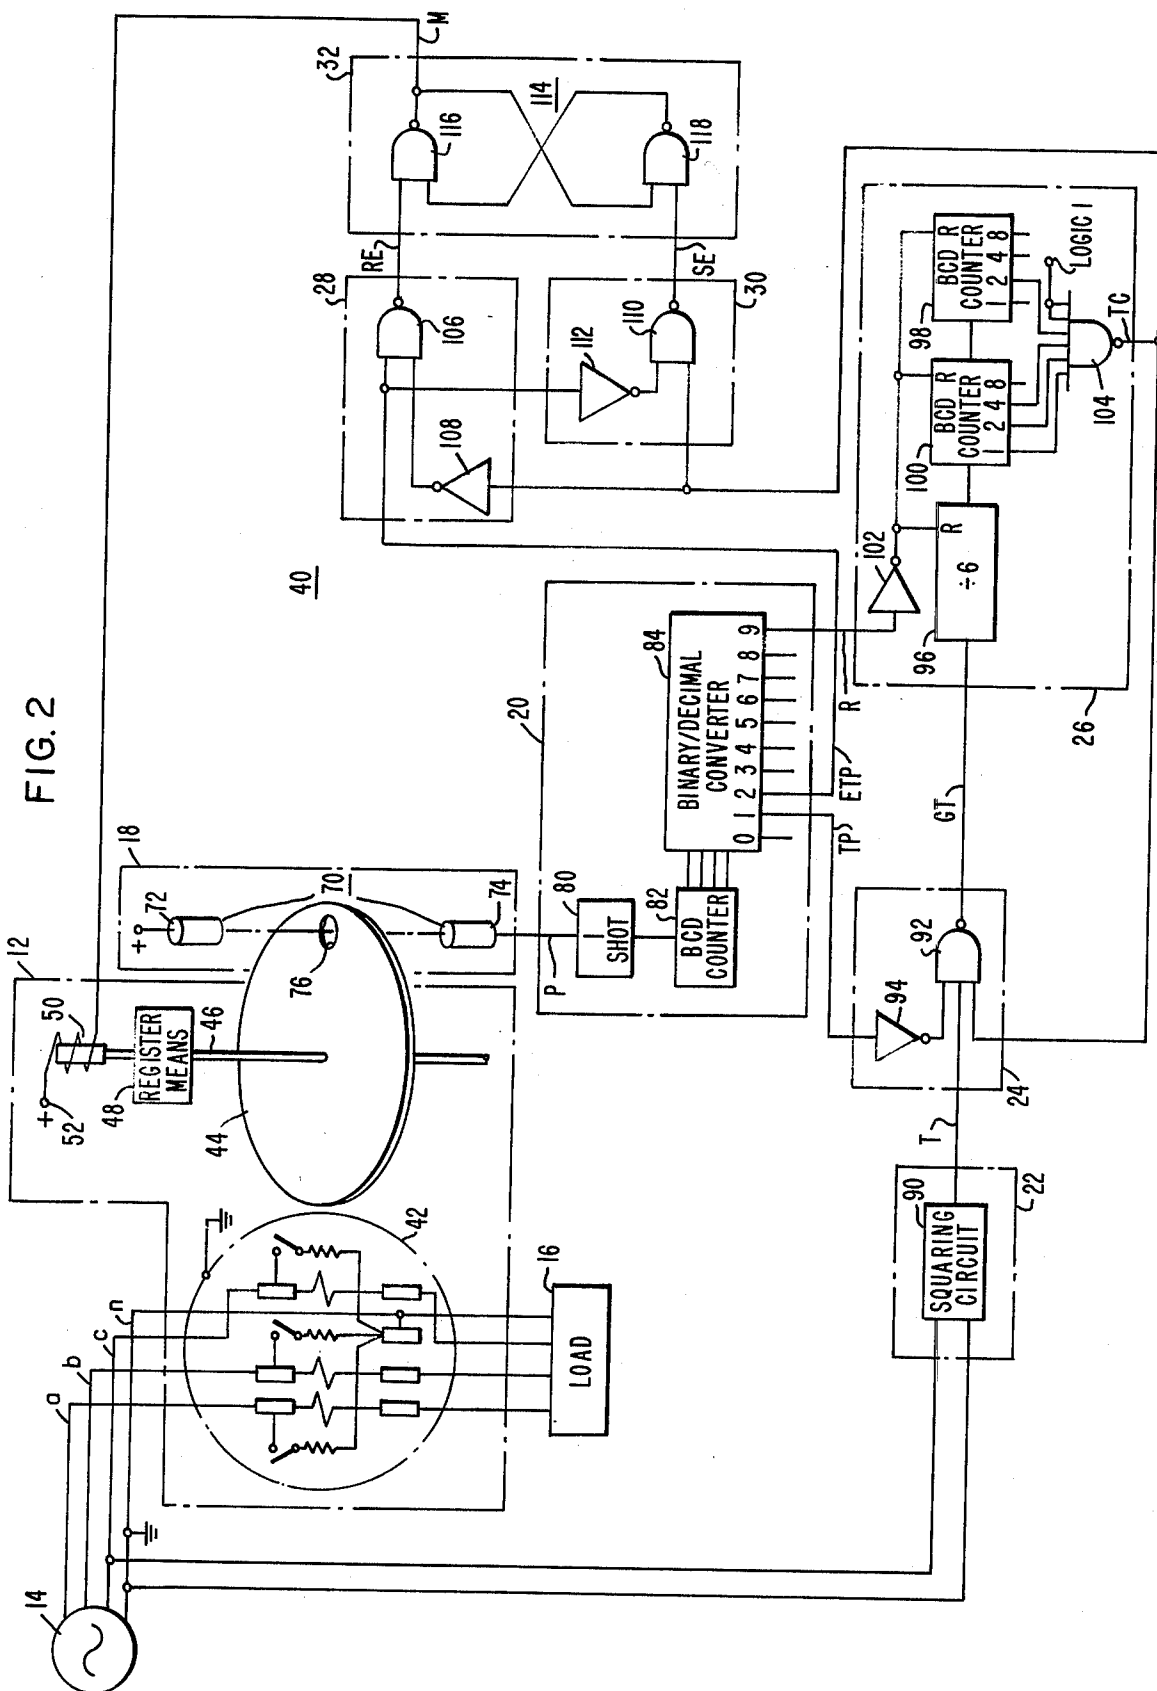 FIG. 2
40
14
a
b
c
n
12
+
52
50
48
REGISTER
MEANS
46
44
42
16
LOAD
18
+
72
70
76
74
P
20
80
1
SHOT
82
BCD
COUNTER
84
BINARY/DECIMAL
CONVERTER
0 1 2 3 4 5 6 7 8 9
TP
ETP
R
22
90
SQUARING
CIRCUIT
T
24
94
92
GT
26
96
÷6
R
102
100
BCD R
COUNTER
1 2 4 8
98
BCD R
COUNTER
1 2 4 8
LOGIC 1
104
TC
28
106
108
RE
30
112
110
SE
32
114
116
118
M